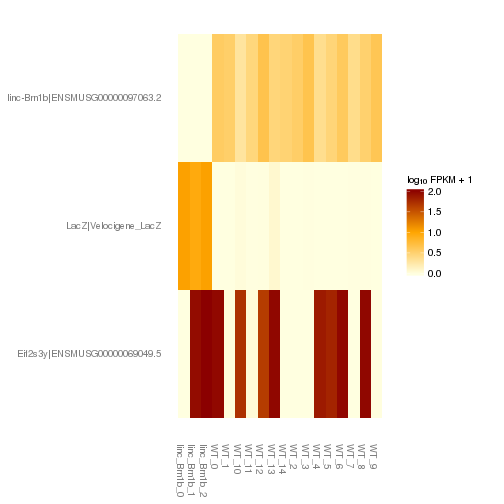 linc-Brn1b|ENSMUSG00000097063.2
LacZ|Velocigene_LacZ
Eif2s3y|ENSMUSG00000069049.5
log10 FPKM + 1
2.0
1.5
1.0
0.5
0.0
linc_Brn1b_0
linc_Brn1b_1
linc_Brn1b_2
WT_0
WT_1
WT_10
WT_11
WT_12
WT_13
WT_14
WT_2
WT_3
WT_4
WT_5
WT_6
WT_7
WT_8
WT_9